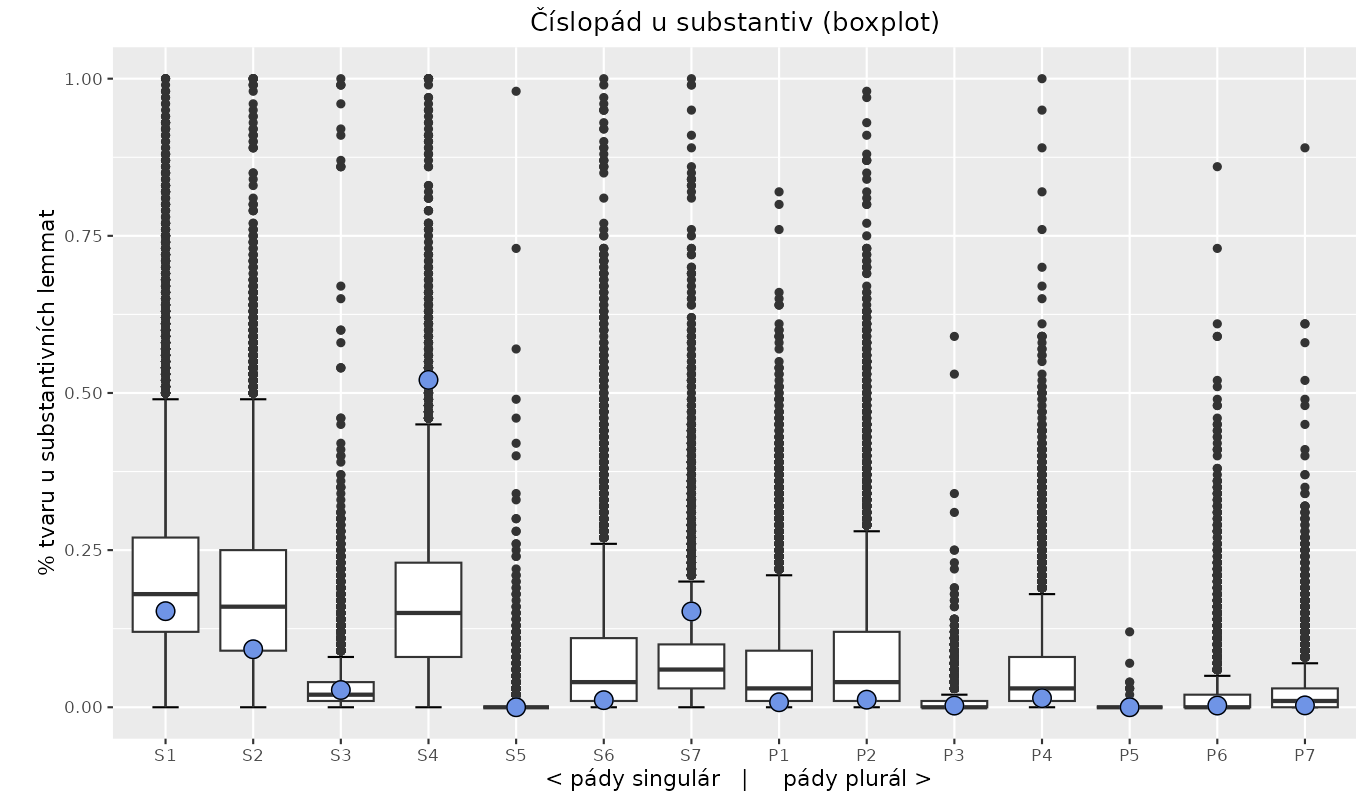 Číslopád u substantiv (boxplot)
% tvaru u substantivních lemmat
1.00
0.75
0.50
0.25
0.00
S1 S2 S3 S4 S5 S6 S7 P1 P2 P3 P4 P5 P6 P7
< pády singulár | pády plurál >